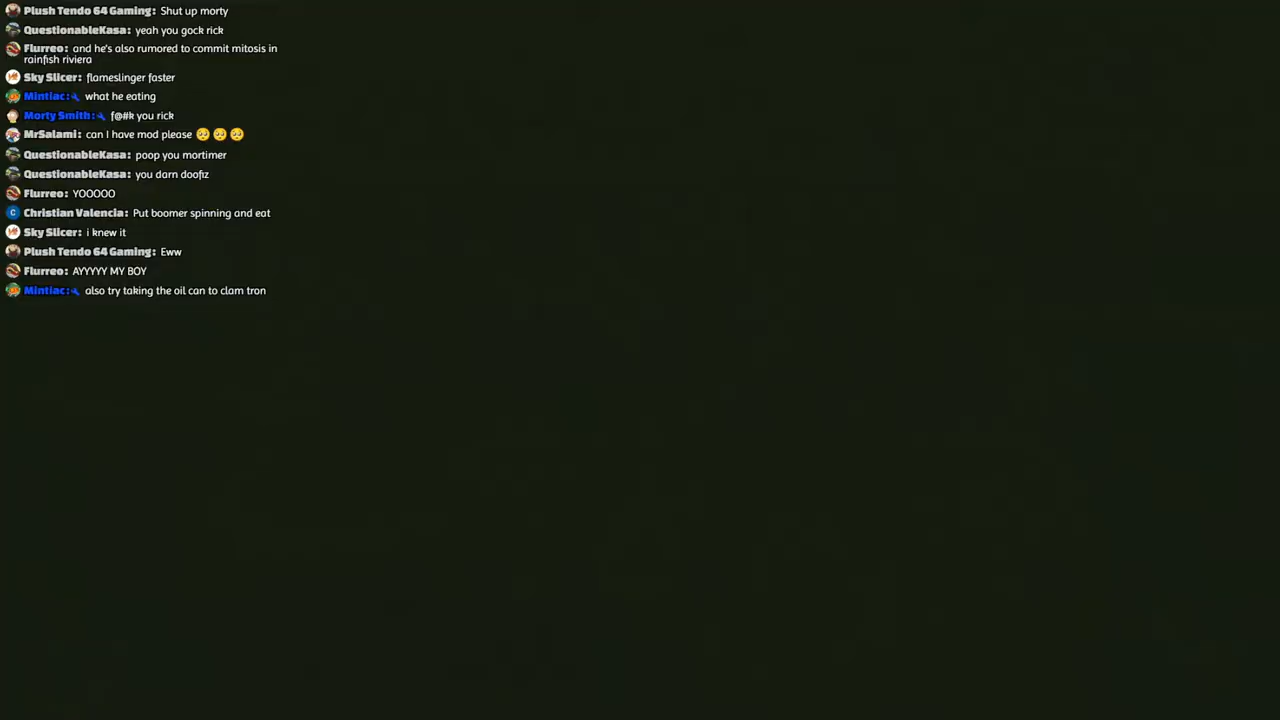 Plush Tendo 64 Gaming: Shut up morty
QuestionableKasa: yeah you gock rick
Flurreo: and he's also rumored to commit mitosis in
rainfish riviera
Sky Slicer: flameslinger faster
Mintiac: what he eating
Morty Smith: f@#k you rick
MrSalami: can I have mod please 🥺🥺🥺
QuestionableKasa: poop you mortimer
QuestionableKasa: you darn doofiz
Flurreo: YOOOOO
C Christian Valencia: Put boomer spinning and eat
Sky Slicer: i knew it
Plush Tendo 64 Gaming: Eww
Flurreo: AYYYYY MY BOY
Mintiac: also try taking the oil can to clam tron